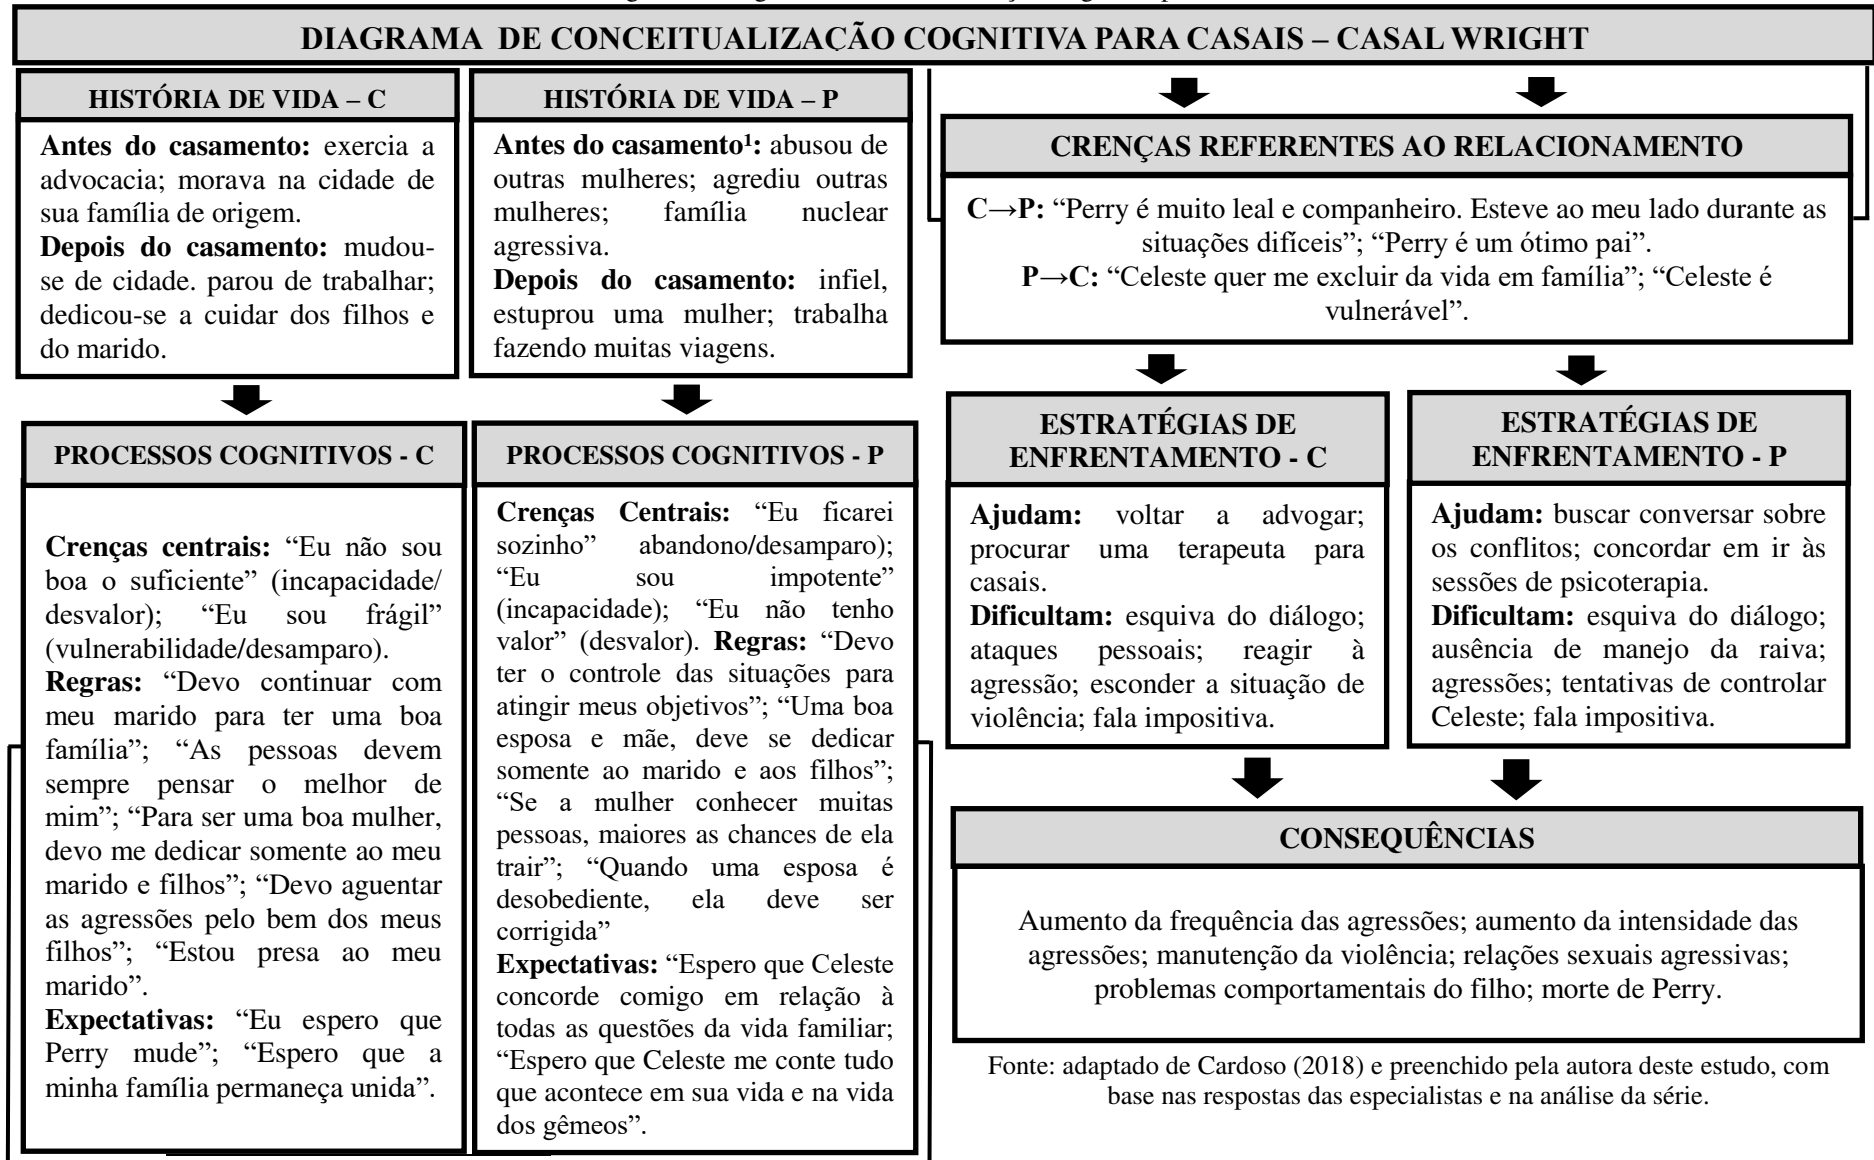 DIAGRAMA DE CONCEITUALIZAÇÃO COGNITIVA PARA CASAIS – CASAL WRIGHT
HISTÓRIA DE VIDA – C
Antes do casamento: exercia a
advocacia; morava na cidade de
sua família de origem.
Depois do casamento: mudou-
se de cidade. parou de trabalhar;
dedicou-se a cuidar dos filhos e
do marido.
HISTÓRIA DE VIDA – P
Antes do casamento¹: abusou de
outras mulheres; agrediu outras
mulheres; família nuclear
agressiva.
Depois do casamento: infiel,
estuprou uma mulher; trabalha
fazendo muitas viagens.
PROCESSOS COGNITIVOS - C
Crenças centrais: “Eu não sou
boa o suficiente” (incapacidade/
desvalor); “Eu sou frágil”
(vulnerabilidade/desamparo).
Regras: “Devo continuar com
meu marido para ter uma boa
família”; “As pessoas devem
sempre pensar o melhor de
mim”; “Para ser uma boa mulher,
devo me dedicar somente ao meu
marido e filhos”; “Devo aguentar
as agressões pelo bem dos meus
filhos”; “Estou presa ao meu
marido”.
Expectativas: “Eu espero que
Perry mude”; “Espero que a
minha família permaneça unida”.
PROCESSOS COGNITIVOS - P
Crenças Centrais: “Eu ficarei
sozinho” abandono/desamparo);
“Eu sou impotente”
(incapacidade); “Eu não tenho
valor” (desvalor). Regras: “Devo
ter o controle das situações para
atingir meus objetivos”; “Uma boa
esposa e mãe, deve se dedicar
somente ao marido e aos filhos”;
“Se a mulher conhecer muitas
pessoas, maiores as chances de ela
trair”; “Quando uma esposa é
desobediente, ela deve ser
corrigida”
Expectativas: “Espero que Celeste
concorde comigo em relação à
todas as questões da vida familiar;
“Espero que Celeste me conte tudo
que acontece em sua vida e na vida
dos gêmeos”.
CRENÇAS REFERENTES AO RELACIONAMENTO
C→P: “Perry é muito leal e companheiro. Esteve ao meu lado durante as
situações difíceis”; “Perry é um ótimo pai”.
P→C: “Celeste quer me excluir da vida em família”; “Celeste é
vulnerável”.
ESTRATÉGIAS DE
ENFRENTAMENTO - C
Ajudam: voltar a advogar;
procurar uma terapeuta para
casais.
Dificultam: esquiva do diálogo;
ataques pessoais; reagir à
agressão; esconder a situação de
violência; fala impositiva.
ESTRATÉGIAS DE
ENFRENTAMENTO - P
Ajudam: buscar conversar sobre
os conflitos; concordar em ir às
sessões de psicoterapia.
Dificultam: esquiva do diálogo;
ausência de manejo da raiva;
agressões; tentativas de controlar
Celeste; fala impositiva.
CONSEQUÊNCIAS
Aumento da frequência das agressões; aumento da intensidade das
agressões; manutenção da violência; relações sexuais agressivas;
problemas comportamentais do filho; morte de Perry.
Fonte: adaptado de Cardoso (2018) e preenchido pela autora deste estudo, com
base nas respostas das especialistas e na análise da série.